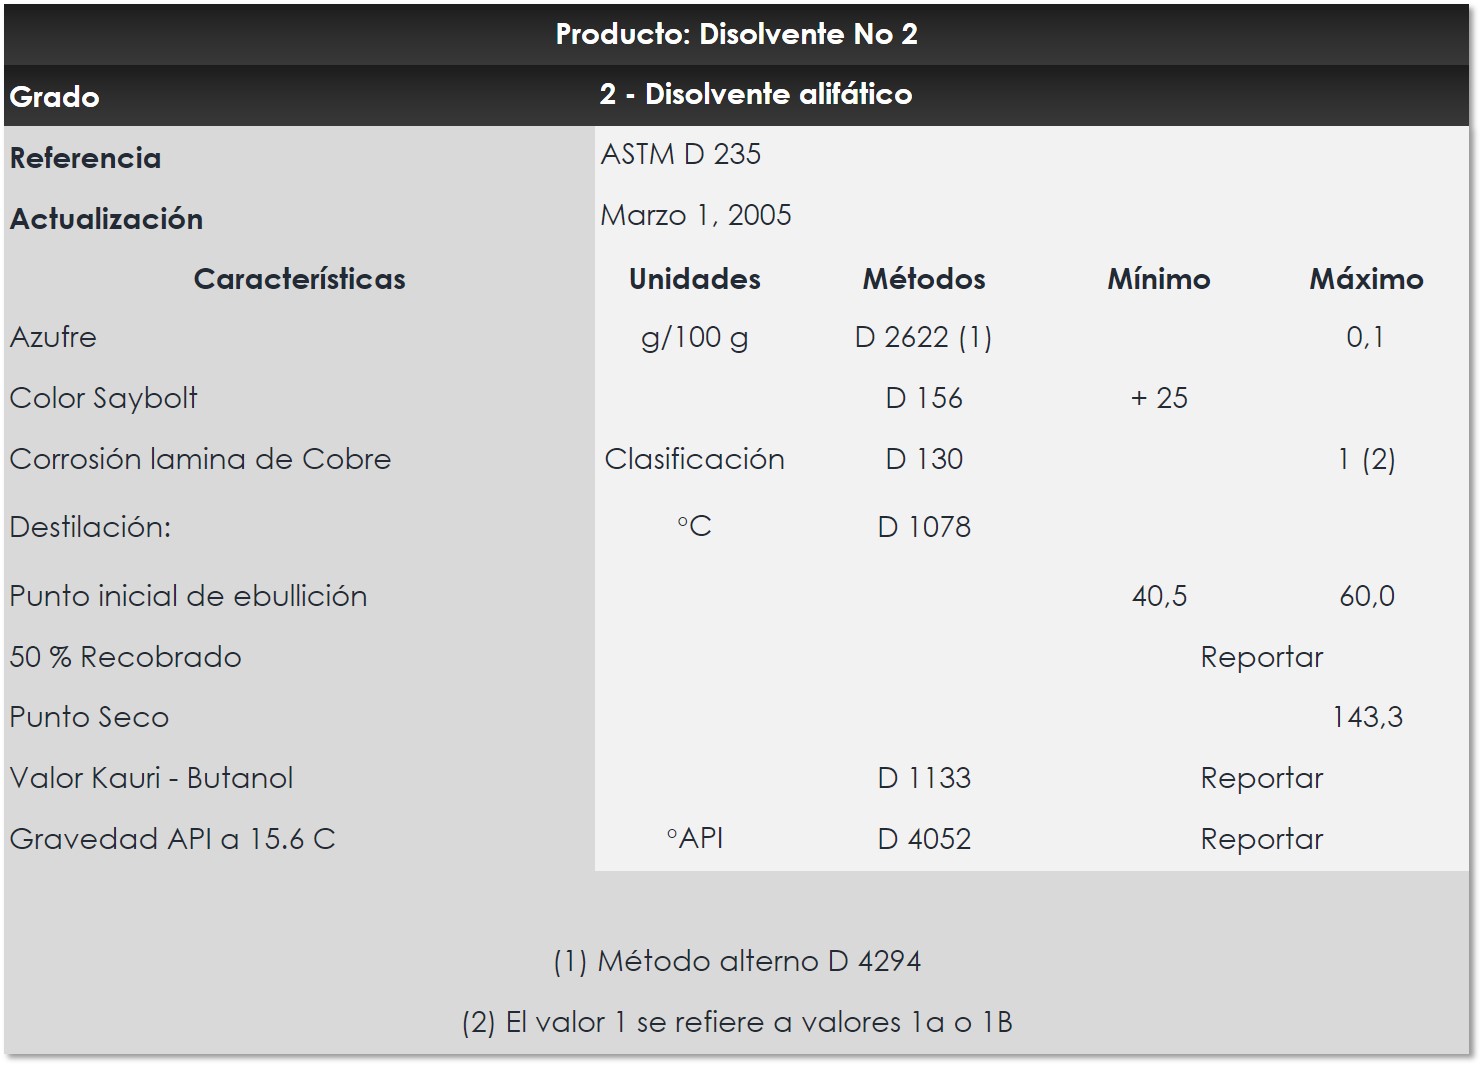 Producto: Disolvente No 2
Grado 2 - Disolvente alifático
Referencia ASTM D 235
Actualización Marzo 1, 2005
Características Unidades Métodos Mínimo Máximo
Azufre g/100 g D 2622 (1) 0,1
Color Saybolt D 156 + 25
Corrosión lamina de Cobre Clasificación D 130 1 (2)
Destilación: °C D 1078
Punto inicial de ebullición 40,5 60,0
50 % Recobrado Reportar
Punto Seco 143,3
Valor Kauri - Butanol D 1133 Reportar
Gravedad API a 15.6 C °API D 4052 Reportar
(1) Método alterno D 4294
(2) El valor 1 se refiere a valores 1a o 1B